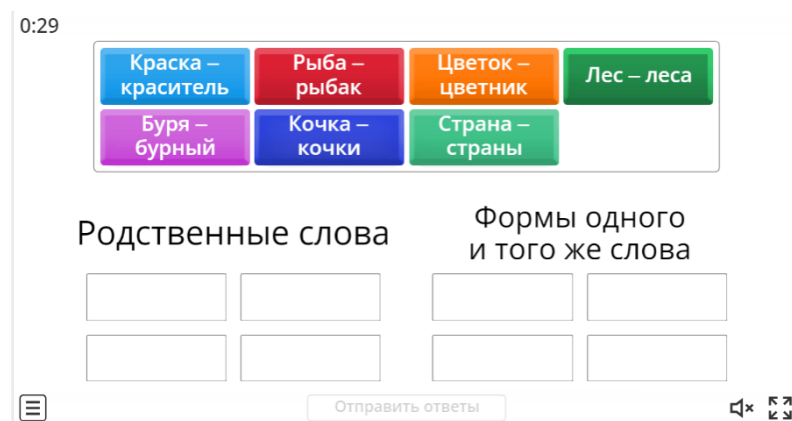 0:29
Краска –
краситель
Рыба –
рыбак
Цветок –
цветник
Лес – леса
Буря –
бурный
Кочка –
кочки
Страна –
страны
Родственные слова
Формы одного
и того же слова
Отправить ответы